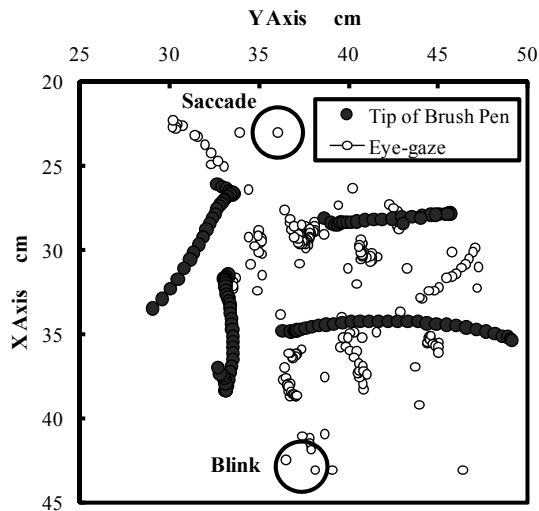 Y Axis cm
25 30 35 40 45 50
20
Saccade
Tip of Brush Pen
Eye-gaze
25
30
X Axis cm
35
40
Blink
45